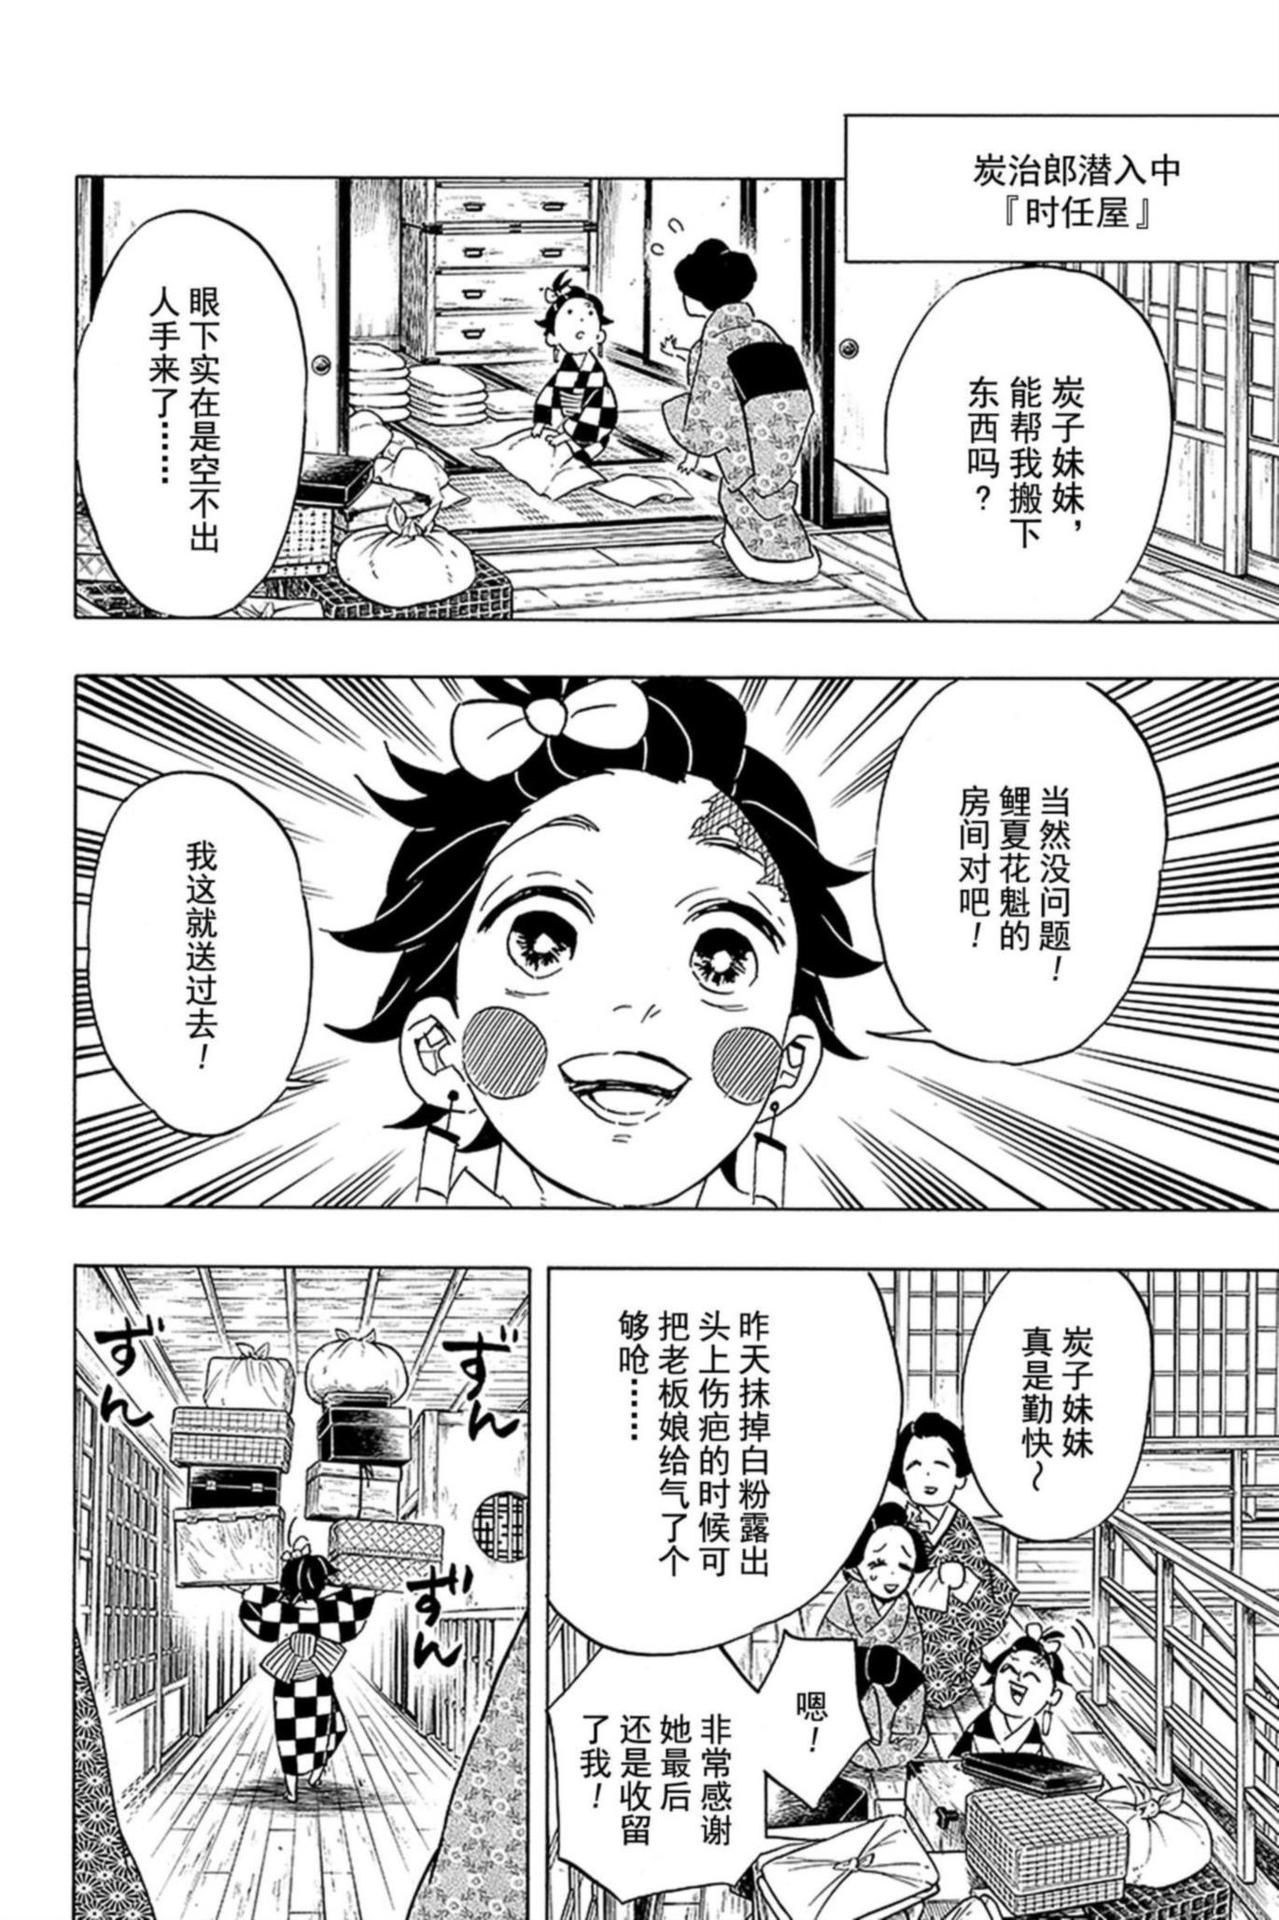 炭治郎潜入中
『时任屋』
炭子妹妹，
能帮我搬下
东西吗？
眼下实在是空不出
人手来了……
当然没问题！
鲤夏花魁的
房间对吧！
我这就送过去！
炭子妹妹
真是勤快～
昨天抹掉白粉露出
头上伤疤的时候可
把老板娘给气了个
够呛……
嗯！
非常感谢
她最后
还是收留
了我！
ずん
ずん
ずん